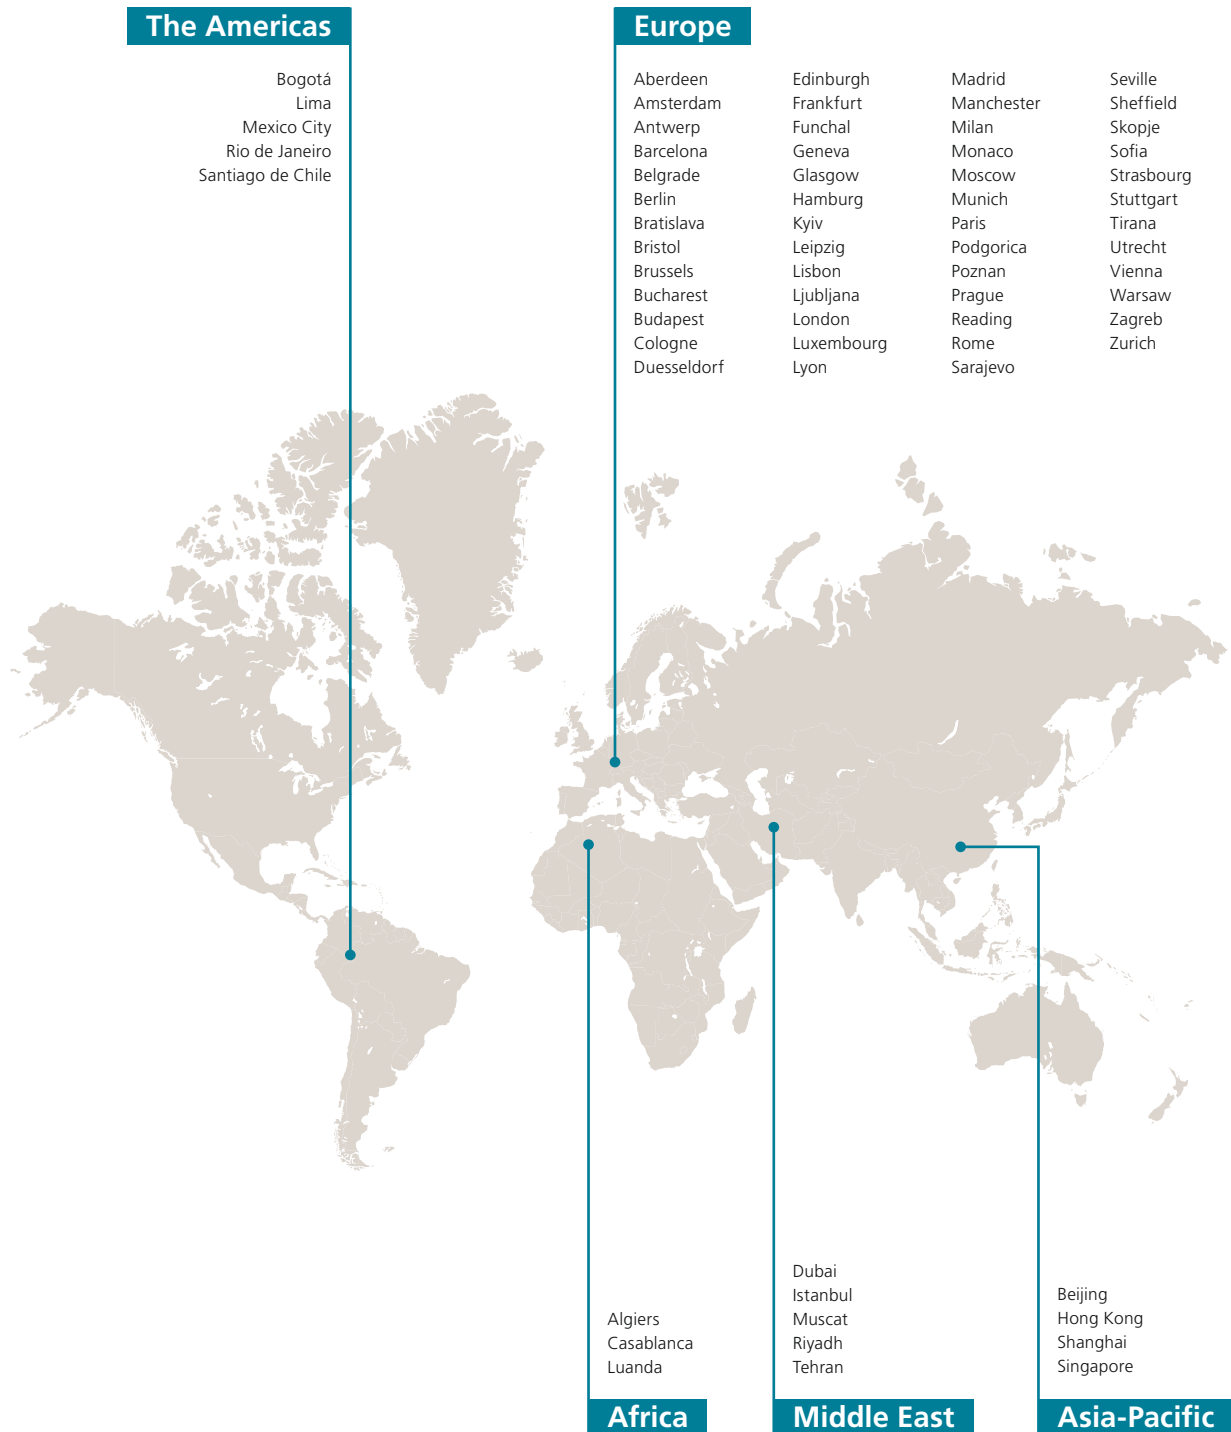 The Americas
Bogotá
Lima
Mexico City
Rio de Janeiro
Santiago de Chile
Europe
Aberdeen
Amsterdam
Antwerp
Barcelona
Belgrade
Berlin
Bratislava
Bristol
Brussels
Bucharest
Budapest
Cologne
Duesseldorf
Edinburgh
Frankfurt
Funchal
Geneva
Glasgow
Hamburg
Kyiv
Leipzig
Lisbon
Ljubljana
London
Luxembourg
Lyon
Madrid
Manchester
Milan
Monaco
Moscow
Munich
Paris
Podgorica
Poznan
Prague
Reading
Rome
Sarajevo
Seville
Sheffield
Skopje
Sofia
Strasbourg
Stuttgart
Tirana
Utrecht
Vienna
Warsaw
Zagreb
Zurich
Algiers
Casablanca
Luanda
Africa
Dubai
Istanbul
Muscat
Riyadh
Tehran
Middle East
Beijing
Hong Kong
Shanghai
Singapore
Asia-Pacific